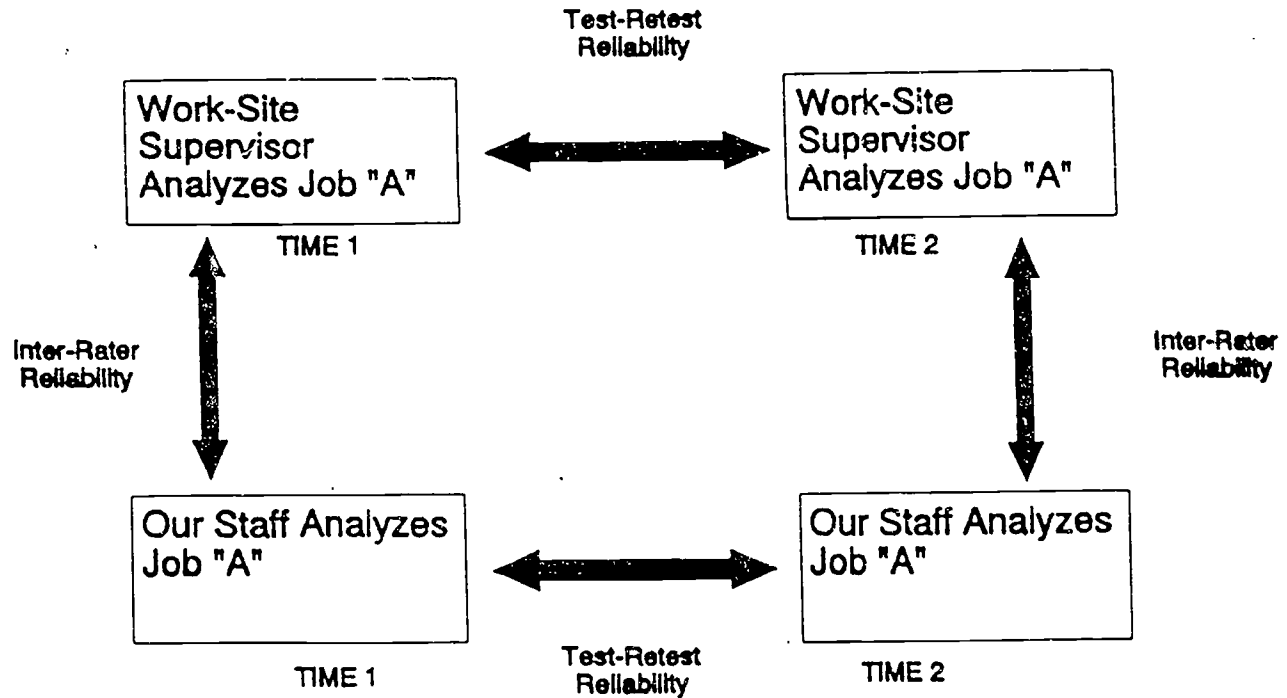 Test-Retest
Reliability
Work-Site
Supervisor
Analyzes Job "A"
Work-Site
Supervisor
Analyzes Job "A"
TIME 1
TIME 2
Inter-Rater
Reliability
Inter-Rater
Reliability
Our Staff Analyzes
Job "A"
Our Staff Analyzes
Job "A"
TIME 1
Test-Retest
Reliability
TIME 2